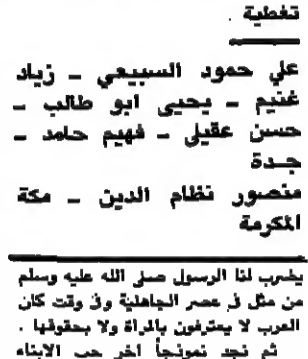 تغطية .
علي حمود السبيعي – زياد
غنيم – يحيى ابو طالب –
حسن عقيل – فهيم حامد –
جدة
منصور نظام الدين – مكة
المكرمة
يضرب لنا الرسول صلى الله عليه وسلم
من مثل في عصر الجاهلية وفي وقت كان
العرب لا يعترفون بالمراة ولا بحقوقها .
ثم نجد نموذجاً آخر حب الابناء